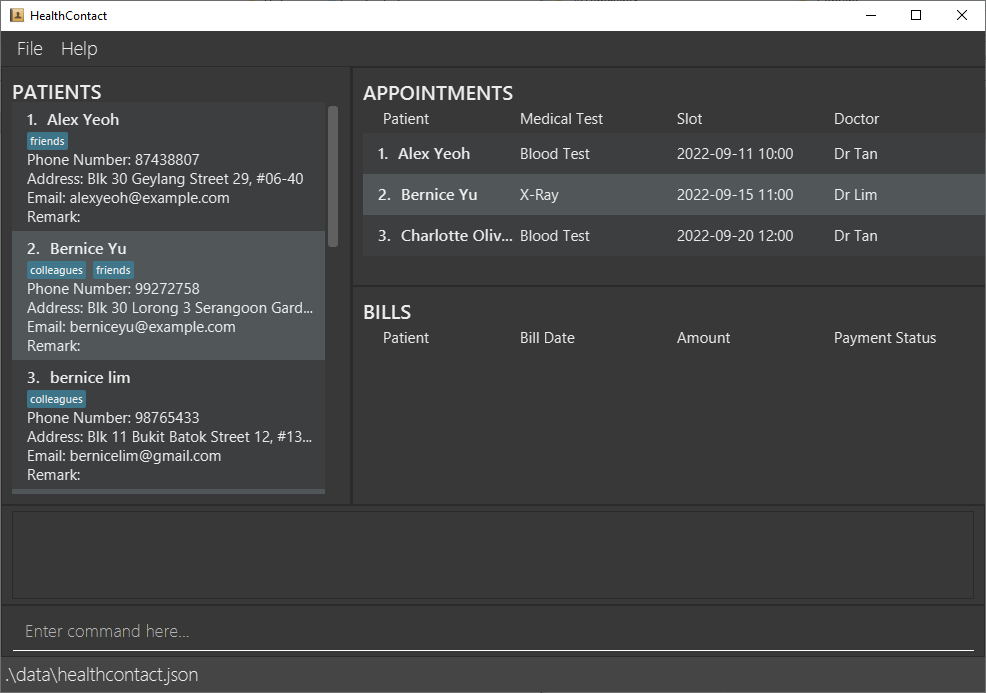 HealthContact
File Help
PATIENTS
1. Alex Yeoh
friends
Phone Number: 87438807
Address: Blk 30 Geylang Street 29, #06-40
Email: alexyeoh@example.com
Remark:
2. Bernice Yu
colleagues friends
Phone Number: 99272758
Address: Blk 30 Lorong 3 Serangoon Gard...
Email: berniceyu@example.com
Remark:
3. bernice lim
colleagues
Phone Number: 98765433
Address: Blk 11 Bukit Batok Street 12, #13...
Email: bernicelim@gmail.com
Remark:
APPOINTMENTS
Patient Medical Test Slot Doctor
1. Alex Yeoh Blood Test 2022-09-11 10:00 Dr Tan
2. Bernice Yu X-Ray 2022-09-15 11:00 Dr Lim
3. Charlotte Oliv... Blood Test 2022-09-20 12:00 Dr Tan
BILLS
Patient Bill Date Amount Payment Status
Enter command here...
.\data\healthcontact.json